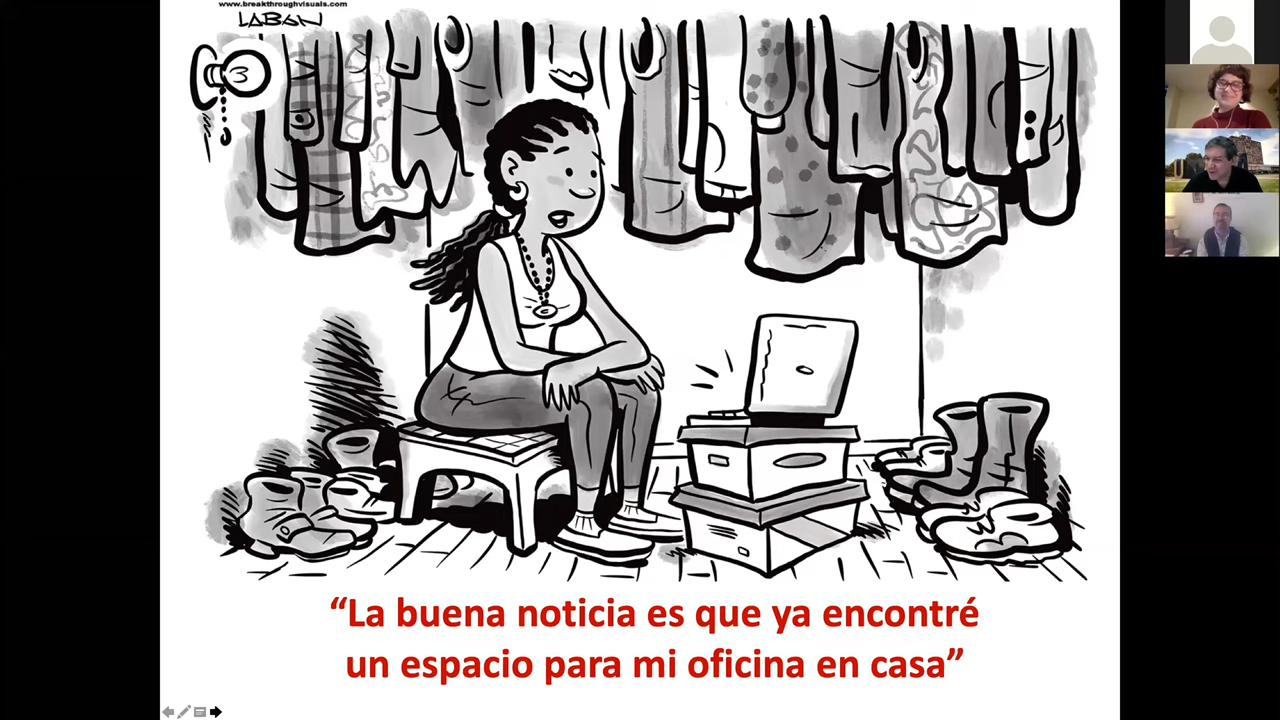 www.breakthroughvisuals.com
LABAN
“La buena noticia es que ya encontré
un espacio para mi oficina en casa”